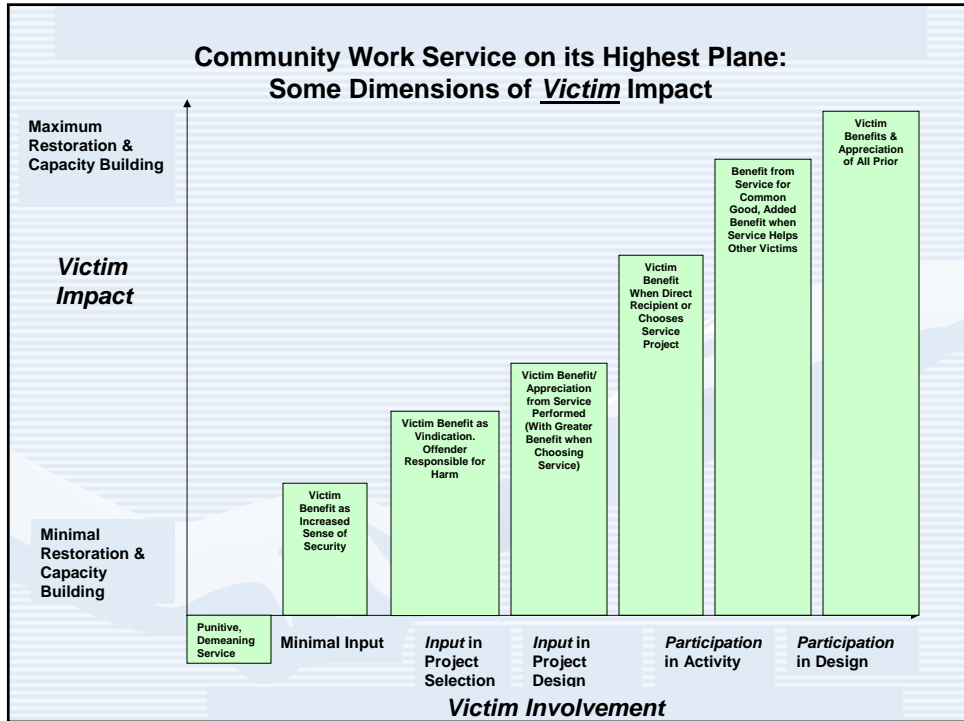 Community Work Service on its Highest Plane:
Some Dimensions of Victim Impact
Maximum
Restoration &
Capacity Building
Victim
Impact
Minimal
Restoration &
Capacity
Building
Punitive,
Demeaning
Service
Victim
Benefit as
Increased
Sense of
Security
Victim Benefit as
Vindication.
Offender
Responsible for
Harm
Victim Benefit/
Appreciation
from Service
Performed
(With Greater
Benefit when
Choosing
Service)
Victim
Benefit
When Direct
Recipient or
Chooses
Service
Project
Benefit from
Service for
Common
Good, Added
Benefit when
Service Helps
Other Victims
Victim
Benefits &
Appreciation
of All Prior
Minimal Input
Input in
Project
Selection
Input in
Project
Design
Participation
in Activity
Participation
in Design
Victim Involvement